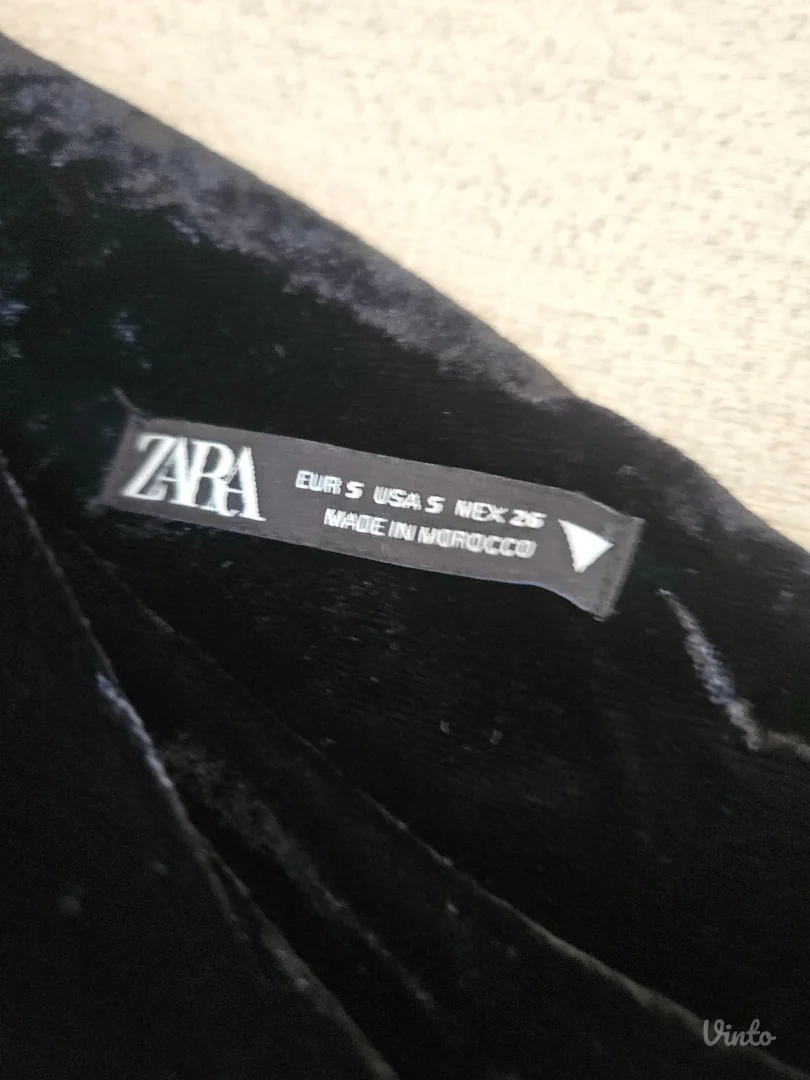 ZARA
EUR S USA S MEX 26
MADE IN MOROCCO
Vinto